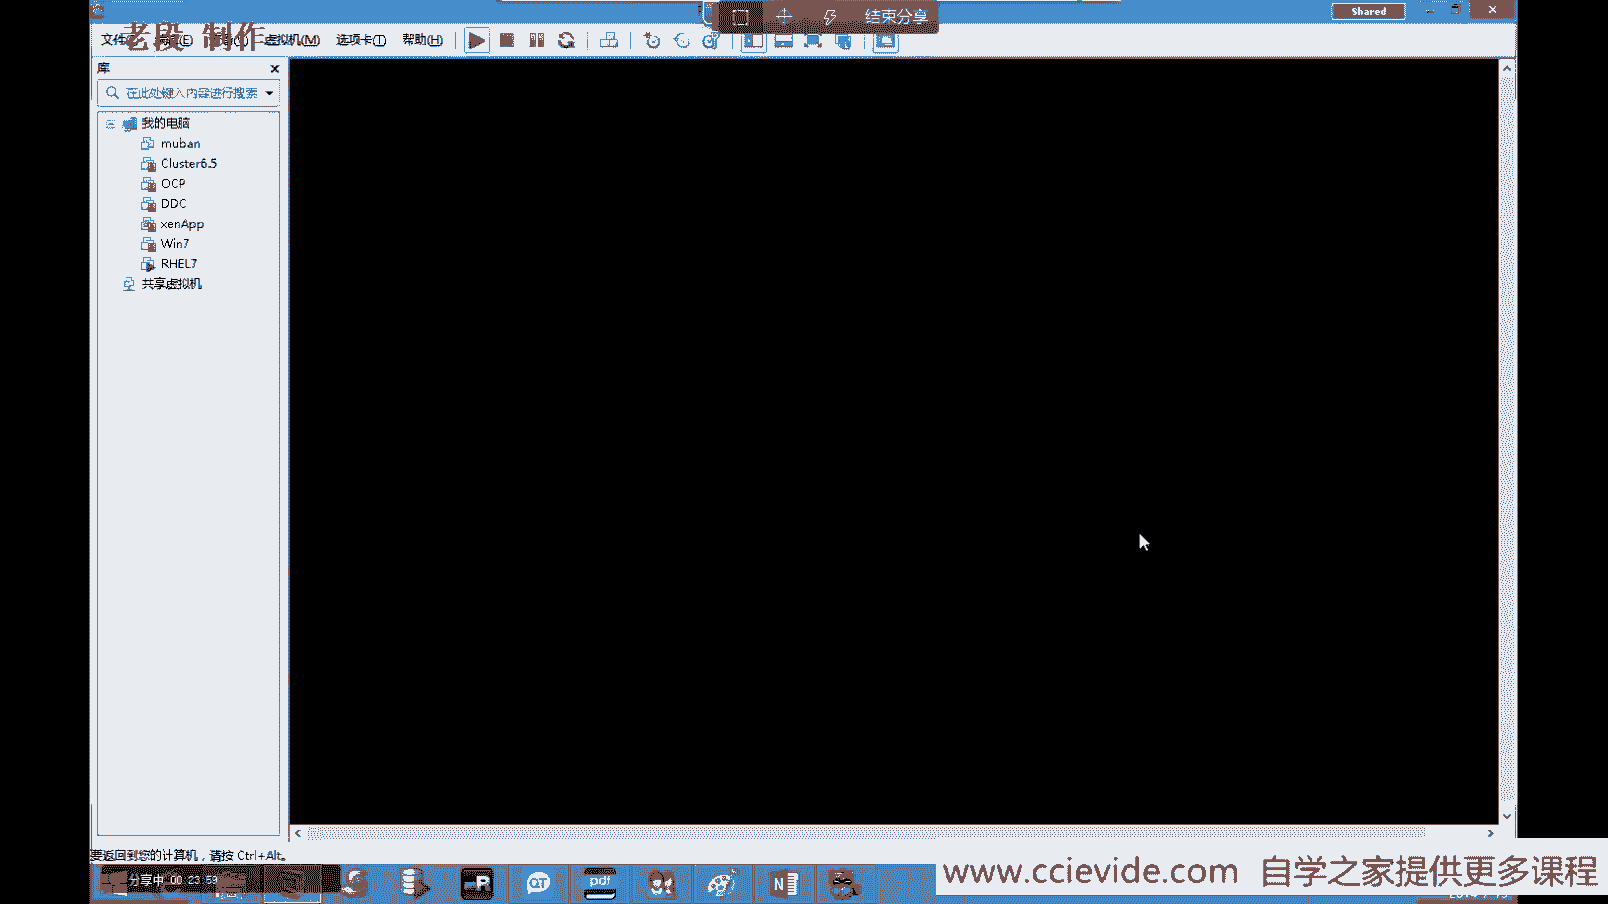 结束分享
Shared
老段 制作
文件 虚拟机(M) 选项卡(T) 帮助(H)
库
在此处键入内容进行搜索
我的电脑
muban
Cluster6.5
OCP
DDC
xenApp
Win7
RHEL7
共享虚拟机
要返回到您的计算机，请按 Ctrl+Alt。
分享中 00:23:59
QT
pdf
N
www.ccievide.com 自学之家提供更多课程